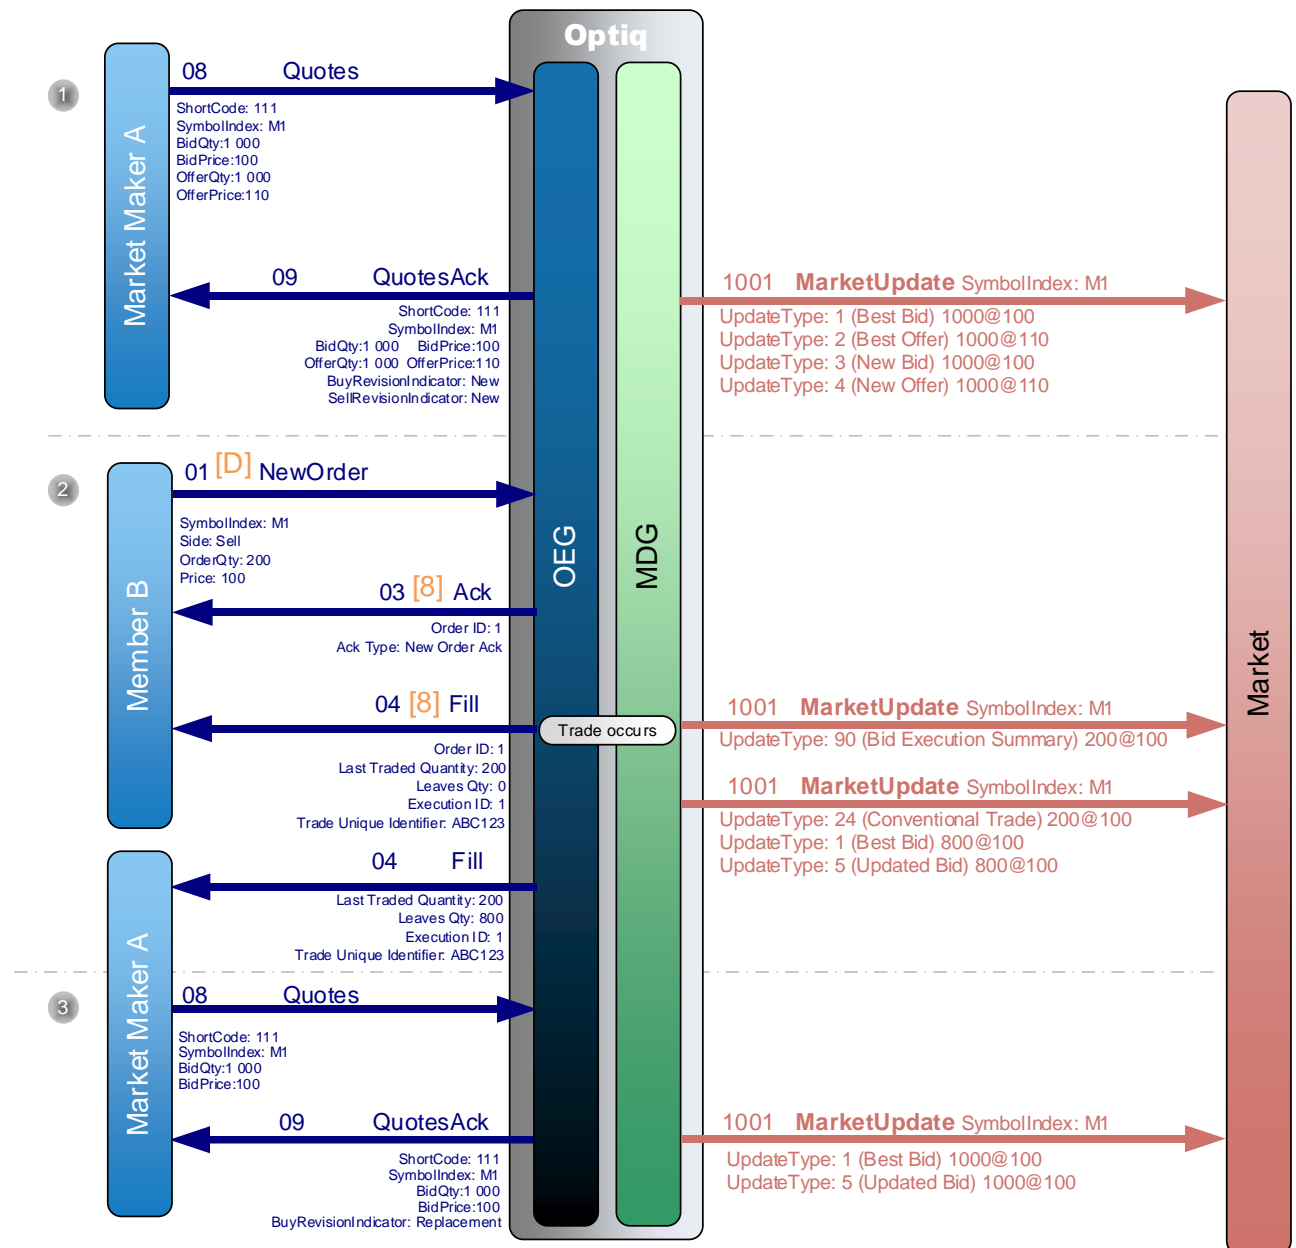 Optiq
1
08 Quotes
ShortCode: 111
SymbolIndex: M1
BidQty:1 000
BidPrice:100
OfferQty:1 000
OfferPrice:110
Market Maker A
09 QuotesAck
ShortCode: 111
SymbolIndex: M1
BidQty:1 000 BidPrice:100
OfferQty:1 000 OfferPrice:110
BuyRevisionIndicator: New
SellRevisionIndicator: New
1001 MarketUpdate SymbolIndex: M1
UpdateType: 1 (Best Bid) 1000@100
UpdateType: 2 (Best Offer) 1000@110
UpdateType: 3 (New Bid) 1000@100
UpdateType: 4 (New Offer) 1000@110
2
01 [D] NewOrder
SymbolIndex: M1
Side: Sell
OrderQty: 200
Price: 100
Member B
03 [8] Ack
Order ID: 1
Ack Type: New Order Ack
OEG
MDG
Market
04 [8] Fill
Order ID: 1
Last Traded Quantity: 200
Leaves Qty: 0
Execution ID: 1
Trade Unique Identifier: ABC123
Trade occurs
1001 MarketUpdate SymbolIndex: M1
UpdateType: 90 (Bid Execution Summary) 200@100
1001 MarketUpdate SymbolIndex: M1
UpdateType: 24 (Conventional Trade) 200@100
UpdateType: 1 (Best Bid) 800@100
UpdateType: 5 (Updated Bid) 800@100
04 Fill
Last Traded Quantity: 200
Leaves Qty: 800
Execution ID: 1
Trade Unique Identifier: ABC123
Market Maker A
3
08 Quotes
ShortCode: 111
SymbolIndex: M1
BidQty:1 000
BidPrice:100
09 QuotesAck
ShortCode: 111
SymbolIndex: M1
BidQty:1 000
BidPrice:100
BuyRevisionIndicator: Replacement
1001 MarketUpdate SymbolIndex: M1
UpdateType: 1 (Best Bid) 1000@100
UpdateType: 5 (Updated Bid) 1000@100